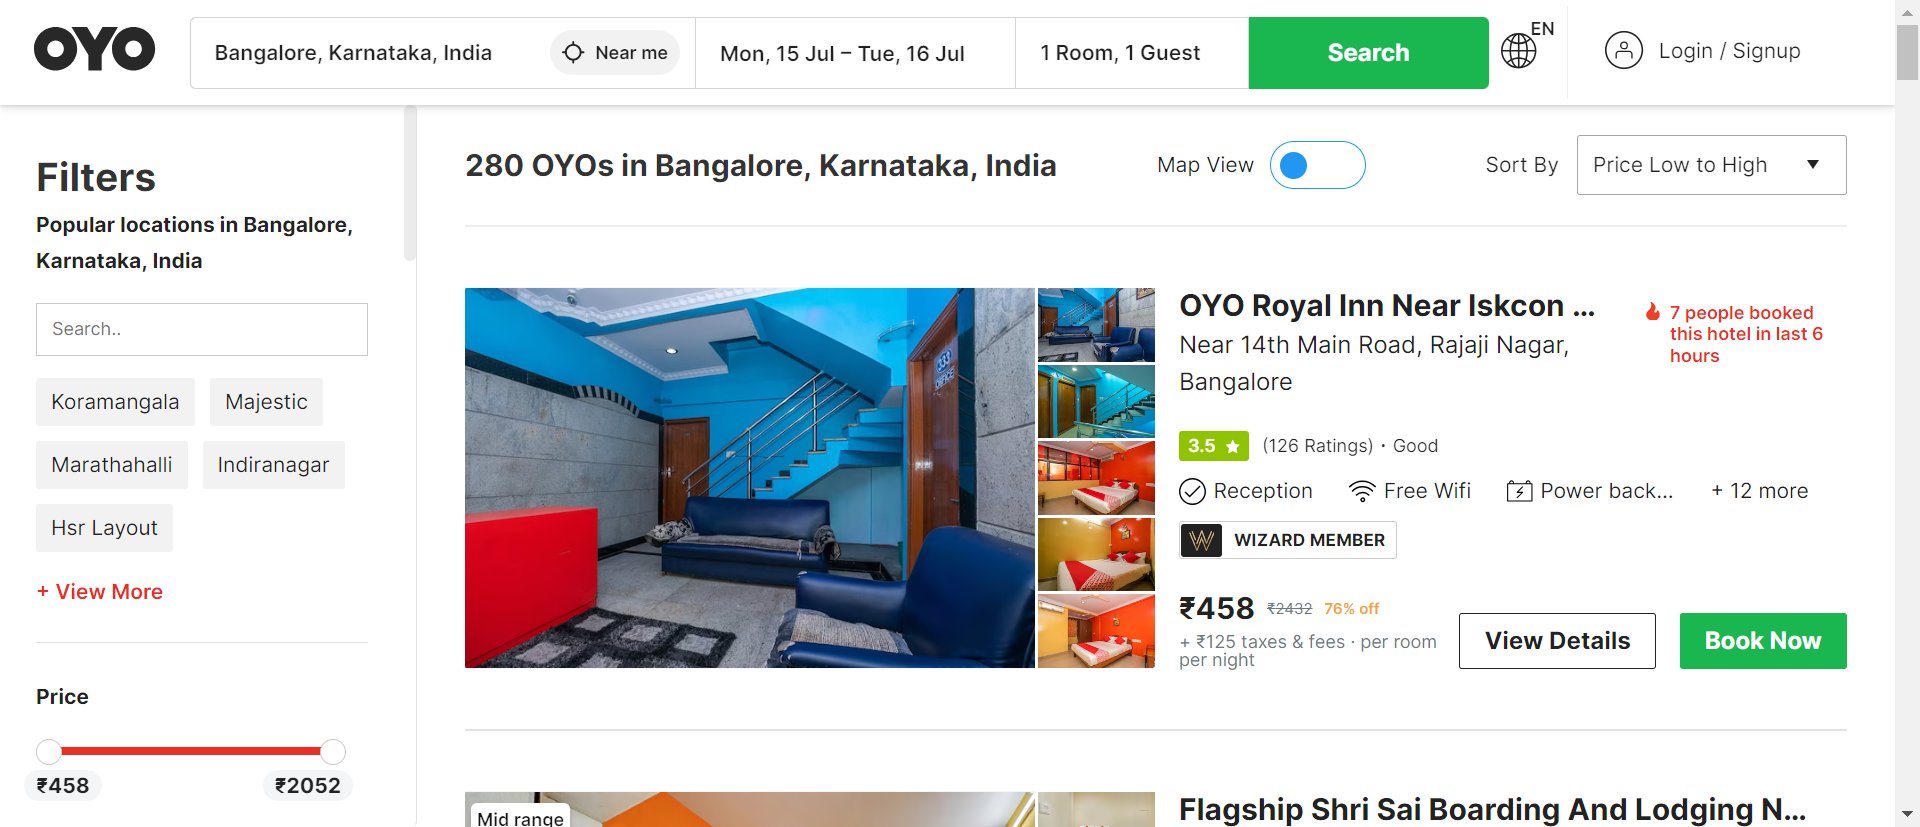 OYO
Bangalore, Karnataka, India
Near me
Mon, 15 Jul – Tue, 16 Jul
1 Room, 1 Guest
Search
EN
Login / Signup
Filters
Popular locations in Bangalore,
Karnataka, India
Search..
Koramangala
Majestic
Marathahalli
Indiranagar
Hsr Layout
+ View More
Price
₹458
₹2052
280 OYOs in Bangalore, Karnataka, India
Map View
Sort By
Price Low to High
333
OFFICE
OYO Royal Inn Near Iskcon ...
7 people booked
this hotel in last 6
hours
Near 14th Main Road, Rajaji Nagar,
Bangalore
3.5
(126 Ratings) · Good
Reception
Free Wifi
Power back...
+ 12 more
W WIZARD MEMBER
₹458 ₹2432 76% off
+ ₹125 taxes & fees · per room
per night
View Details
Book Now
Mid range
Flagship Shri Sai Boarding And Lodging N...